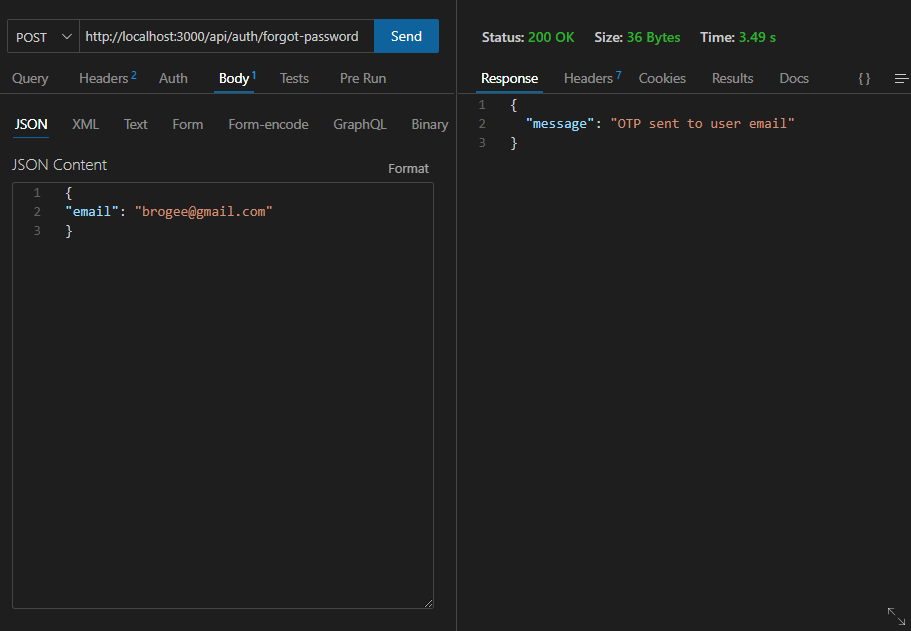 POST http://localhost:3000/api/auth/forgot-password Send
Query Headers 2 Auth Body 1 Tests Pre Run
JSON XML Text Form Form-encode GraphQL Binary
JSON Content Format
1 {
2 "email": "brogee@gmail.com"
3 }
Status: 200 OK Size: 36 Bytes Time: 3.49 s
Response Headers 7 Cookies Results Docs { }
1 {
2 "message": "OTP sent to user email"
3 }